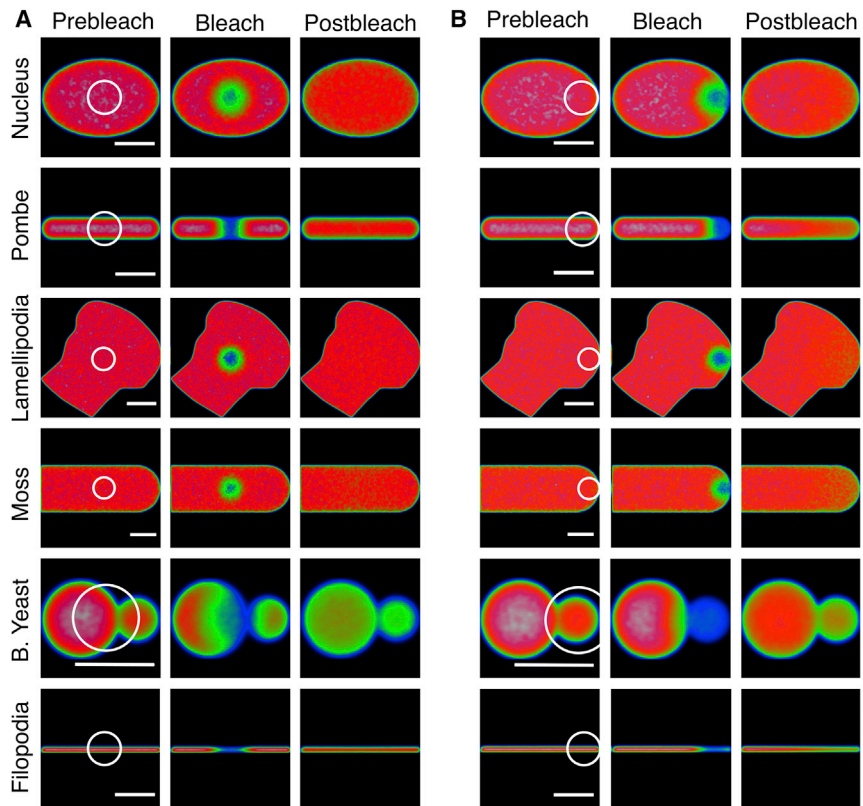 A Prebleach Bleach Postbleach B Prebleach Bleach Postbleach
Nucleus
Pombe
Lamellipodia
Moss
B. Yeast
Filopodia